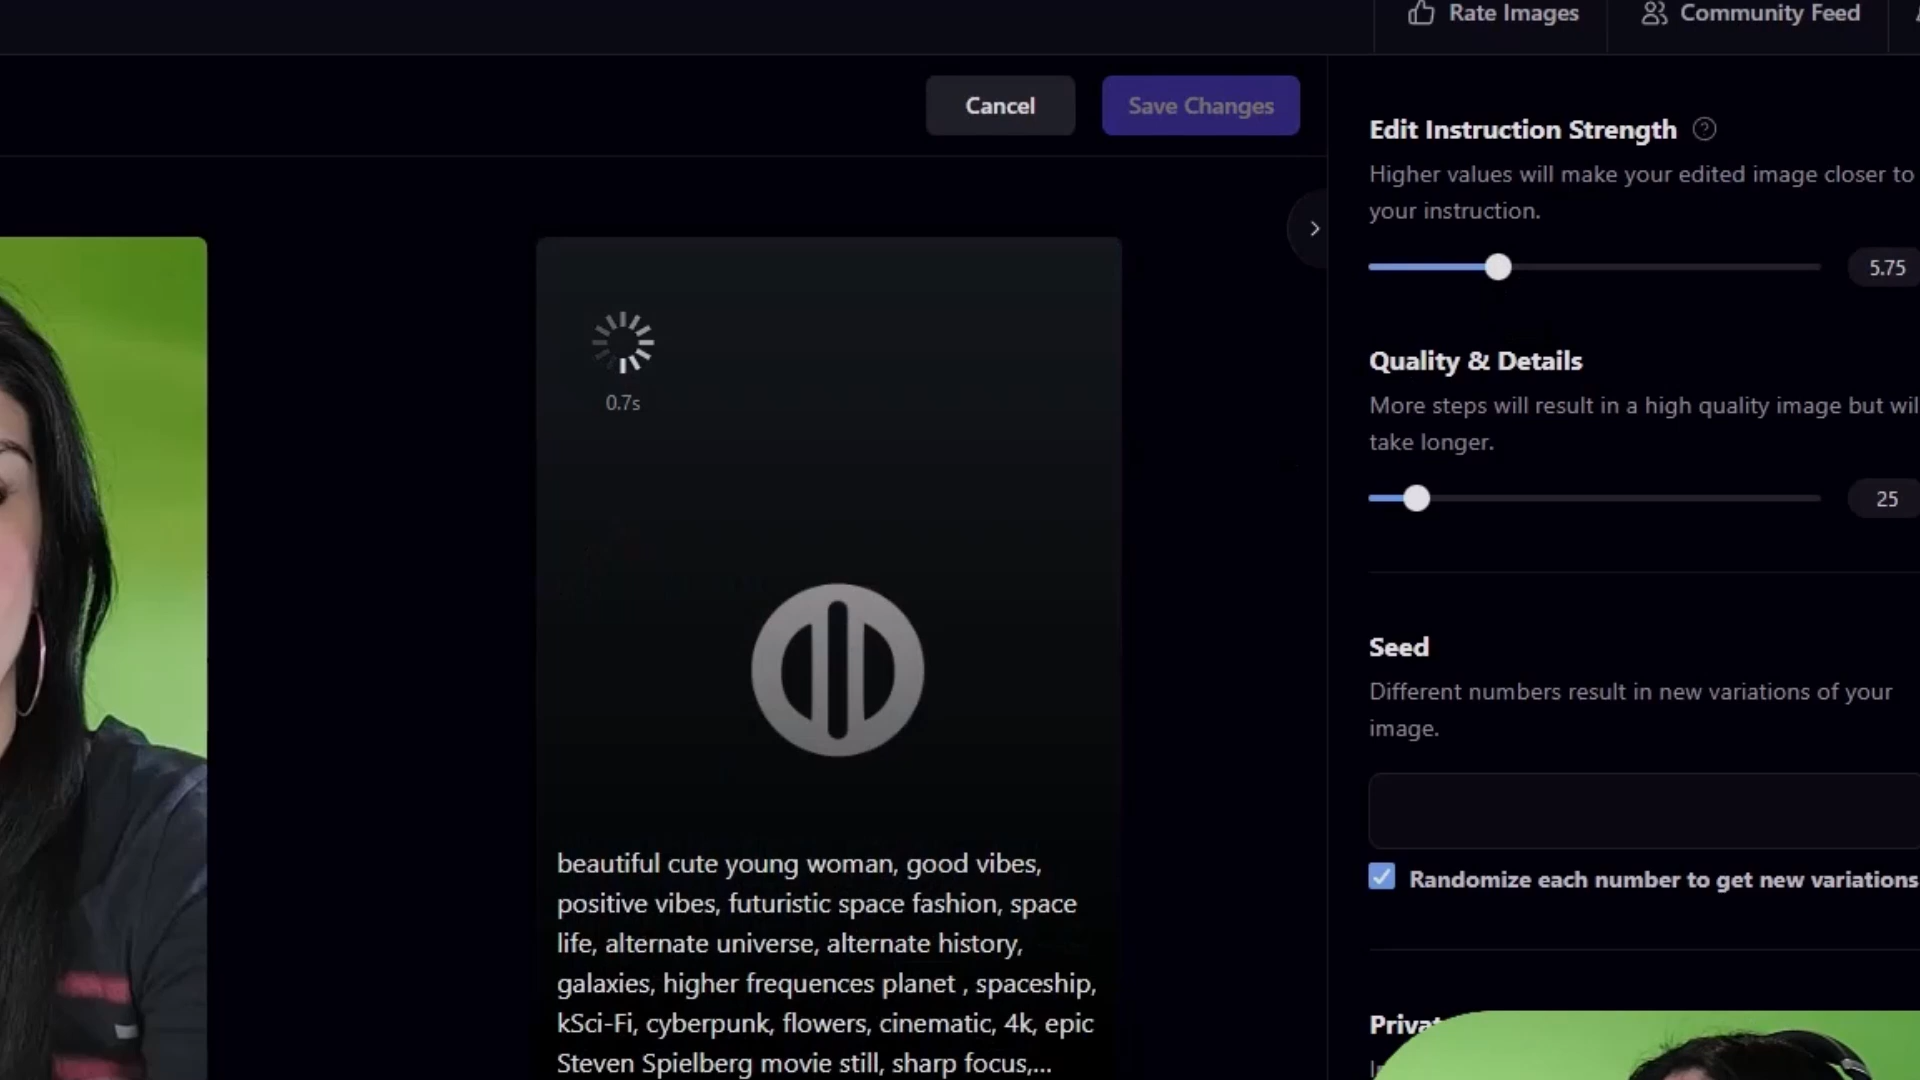 Rate Images
Community Feed
Cancel
Save Changes
Edit Instruction Strength
Higher values will make your edited image closer to
your instruction.
5.75
0.7s
Quality & Details
More steps will result in a high quality image but wil
take longer.
25
Seed
Different numbers result in new variations of your
image.
Randomize each number to get new variations
beautiful cute young woman, good vibes,
positive vibes, futuristic space fashion, space
life, alternate universe, alternate history,
galaxies, higher frequences planet , spaceship,
kSci-Fi, cyberpunk, flowers, cinematic, 4k, epic
Steven Spielberg movie still, sharp focus,...